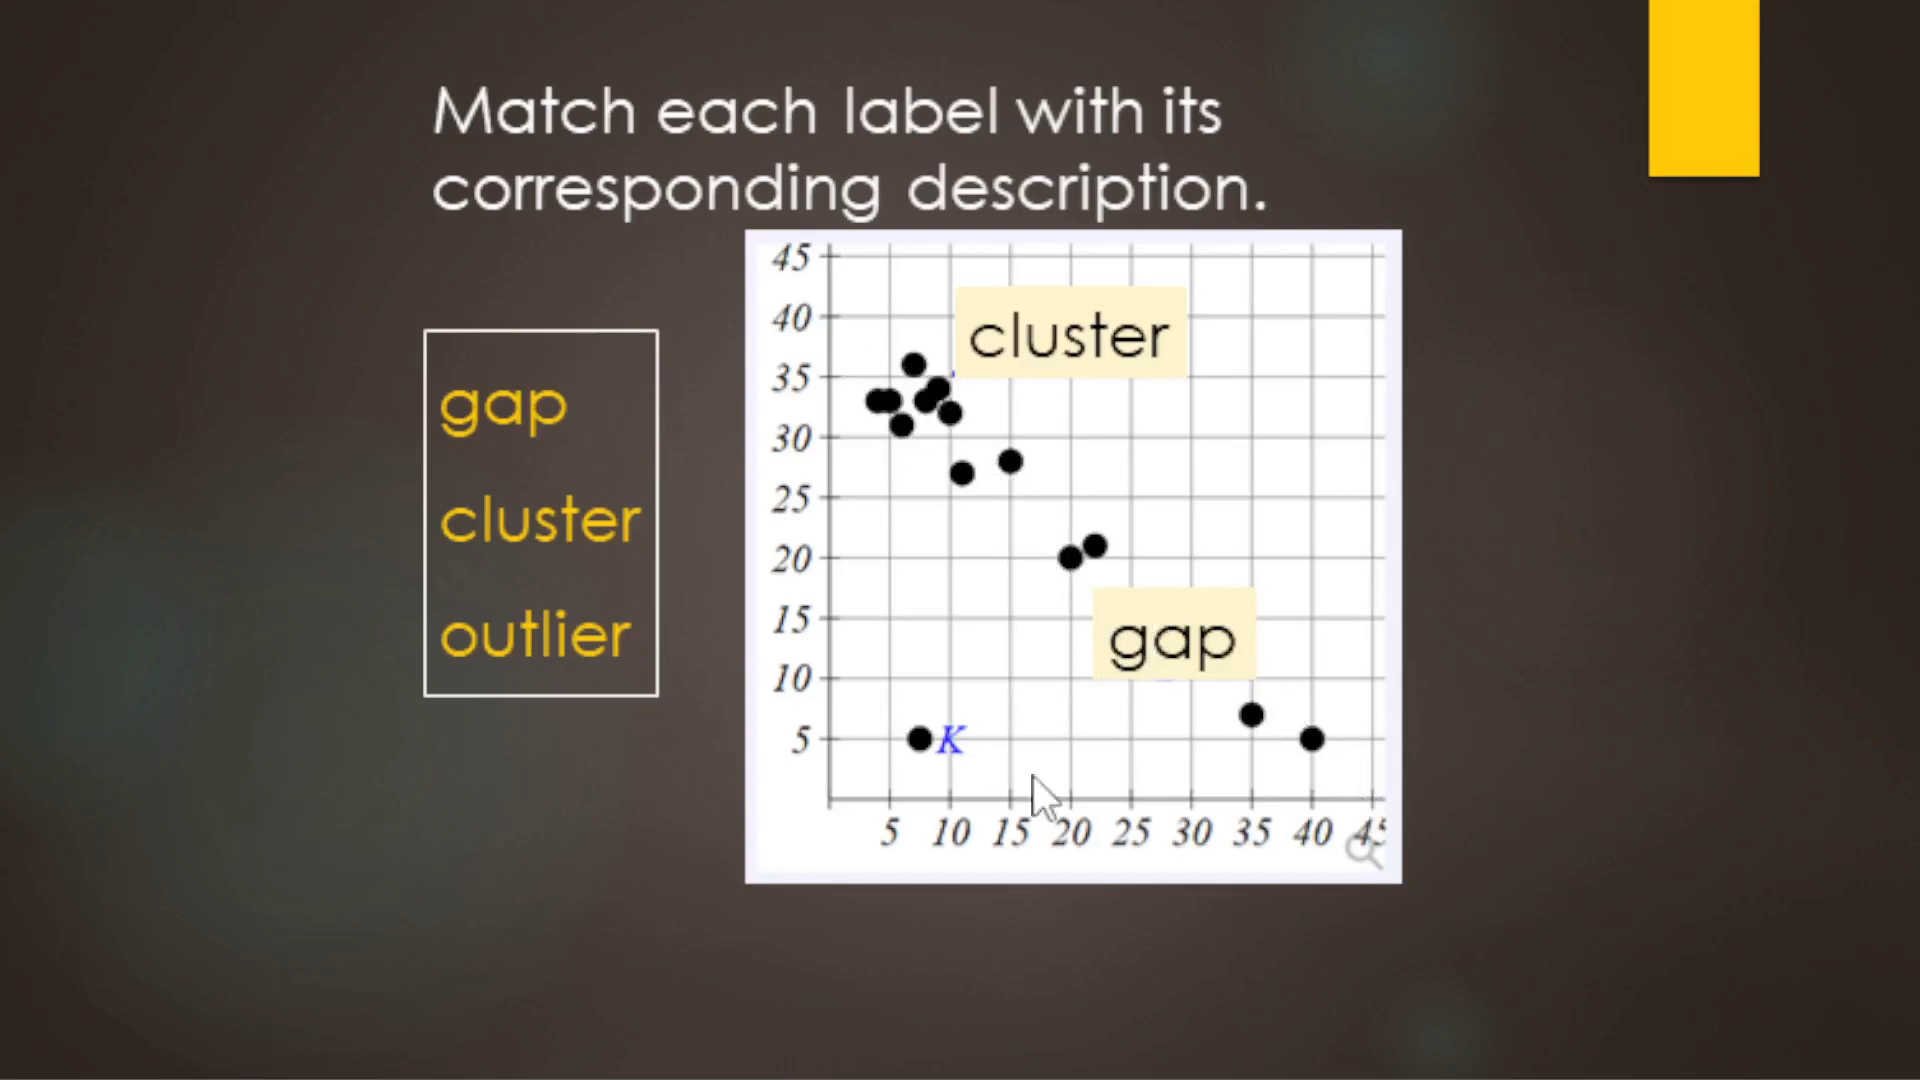 Match each label with its
corresponding description.
gap
cluster
outlier
45
40
35
30
25
20
15
10
5
cluster
gap
K
5 10 15 20 25 30 35 40 45